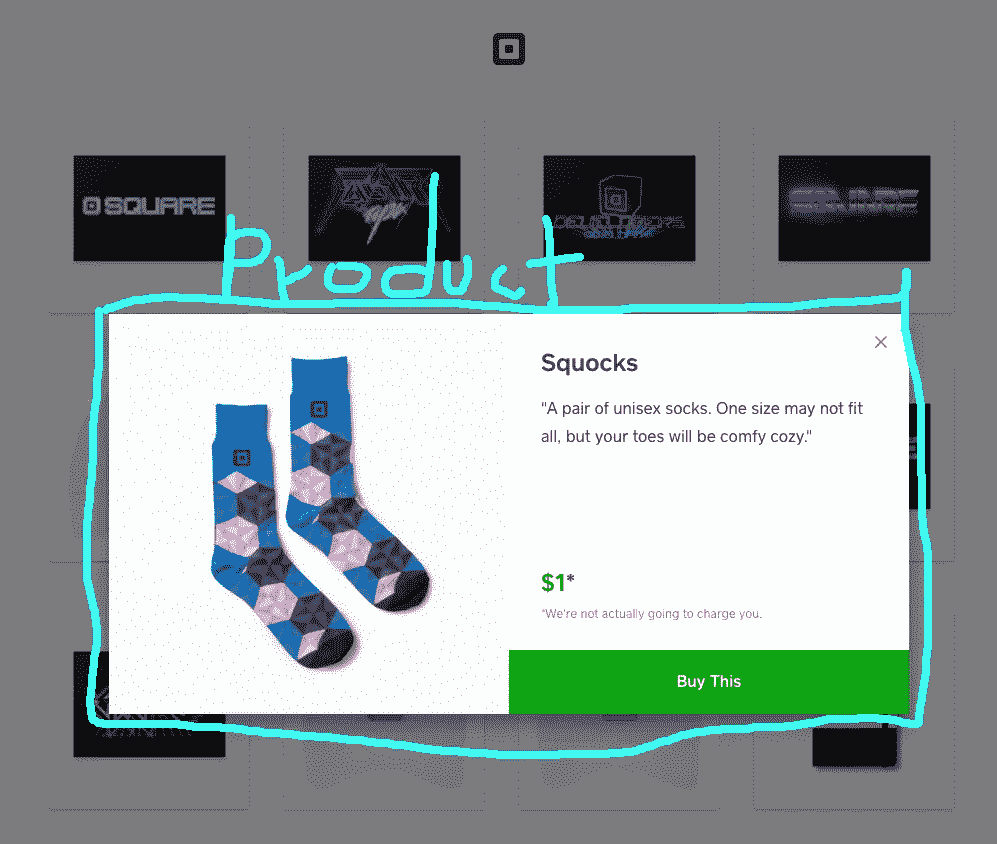 SQUARE
Product
Squocks
"A pair of unisex socks. One size may not fit
all, but your toes will be comfy cozy."
$1*
*We're not actually going to charge you.
Buy This